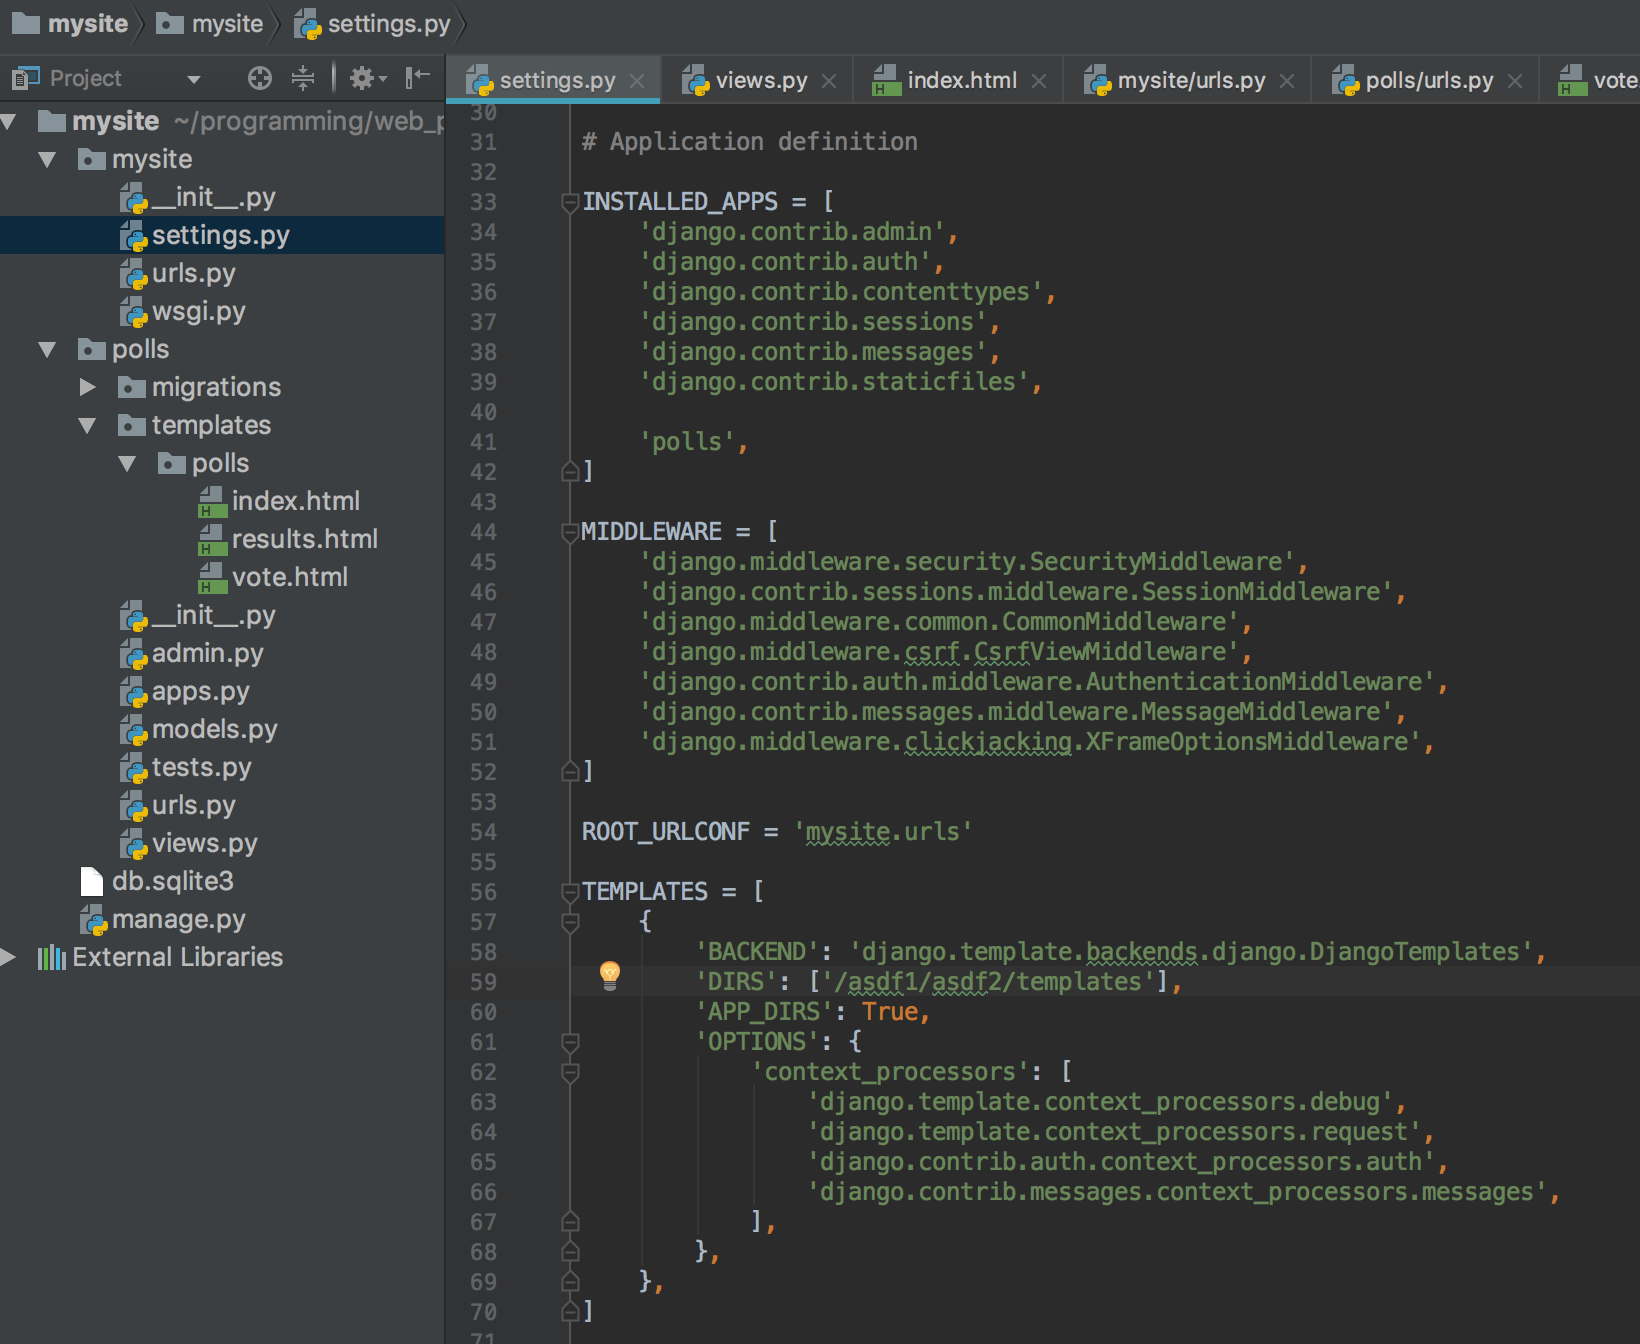 mysite mysite settings.py
Project
settings.py views.py index.html mysite/urls.py polls/urls.py vote
mysite ~/programming/web_p
mysite
__init__.py
settings.py
urls.py
wsgi.py
polls
migrations
templates
polls
index.html
results.html
vote.html
__init__.py
admin.py
apps.py
models.py
tests.py
urls.py
views.py
db.sqlite3
manage.py
External Libraries
30
31 # Application definition
32
33 INSTALLED_APPS = [
34     'django.contrib.admin',
35     'django.contrib.auth',
36     'django.contrib.contenttypes',
37     'django.contrib.sessions',
38     'django.contrib.messages',
39     'django.contrib.staticfiles',
40
41     'polls',
42 ]
43
44 MIDDLEWARE = [
45     'django.middleware.security.SecurityMiddleware',
46     'django.contrib.sessions.middleware.SessionMiddleware',
47     'django.middleware.common.CommonMiddleware',
48     'django.middleware.csrf.CsrfViewMiddleware',
49     'django.contrib.auth.middleware.AuthenticationMiddleware',
50     'django.contrib.messages.middleware.MessageMiddleware',
51     'django.middleware.clickjacking.XFrameOptionsMiddleware',
52 ]
53
54 ROOT_URLCONF = 'mysite.urls'
55
56 TEMPLATES = [
57     {
58         'BACKEND': 'django.template.backends.django.DjangoTemplates',
59         'DIRS': ['/asdf1/asdf2/templates'],
60         'APP_DIRS': True,
61         'OPTIONS': {
62             'context_processors': [
63                 'django.template.context_processors.debug',
64                 'django.template.context_processors.request',
65                 'django.contrib.auth.context_processors.auth',
66                 'django.contrib.messages.context_processors.messages',
67             ],
68         },
69     },
70 ]
71